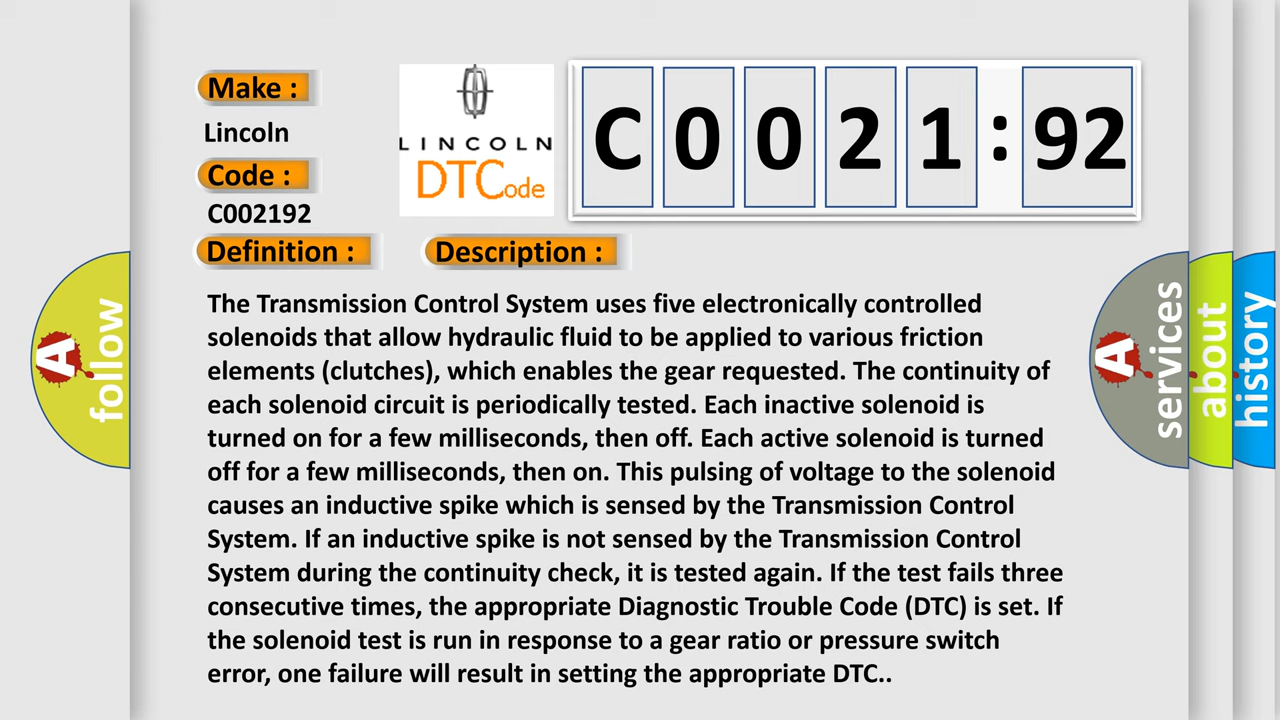 Make :
Lincoln
Code :
C002192
LINCOLN
DTCode
C0021:92
Definition :
Description :
The Transmission Control System uses five electronically controlled
solenoids that allow hydraulic fluid to be applied to various friction
elements (clutches), which enables the gear requested. The continuity of
each solenoid circuit is periodically tested. Each inactive solenoid is
turned on for a few milliseconds, then off. Each active solenoid is turned
off for a few milliseconds, then on. This pulsing of voltage to the solenoid
causes an inductive spike which is sensed by the Transmission Control
System. If an inductive spike is not sensed by the Transmission Control
System during the continuity check, it is tested again. If the test fails three
consecutive times, the appropriate Diagnostic Trouble Code (DTC) is set. If
the solenoid test is run in response to a gear ratio or pressure switch
error, one failure will result in setting the appropriate DTC..
A
follow
A
services
about
history